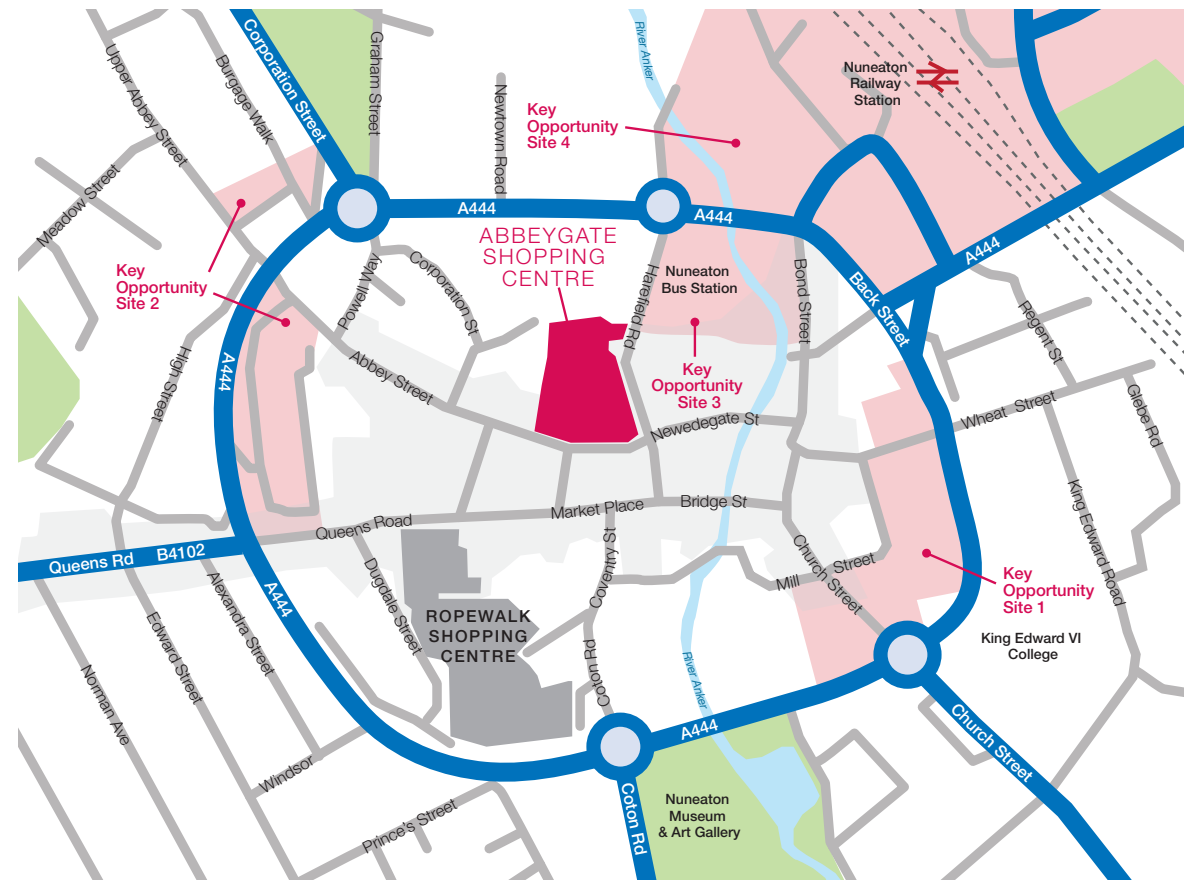 Corporation Street
Graham Street
River Anker
Upper Abbey Street
Burgage Walk
Newtown Road
Nuneaton
Railway
Station
Key
Opportunity
Site 4
Meadow Street
A444
A444
ABBEYGATE
SHOPPING
CENTRE
Key
Opportunity
Site 2
Powell Way
Corporation St
Harefield Rd
Nuneaton
Bus Station
Bond Street
Back Street
A444
Regent St
High Street
A444
Abbey Street
Key
Opportunity
Site 3
Newedegate St
Wheat Street
Glebe Rd
Queens Road
Market Place
Bridge St
King Edward Road
Queens Rd B4102
Dugdale Street
Coventry St
Church Street
Mill Street
Key
Opportunity
Site 1
A444
Alexandra Street
Edward Street
Norman Ave
ROPEWALK
SHOPPING
CENTRE
Coton Rd
River Anker
King Edward VI
College
A444
Church Street
Windsor
Prince's Street
Coton Rd
Nuneaton
Museum
& Art Gallery